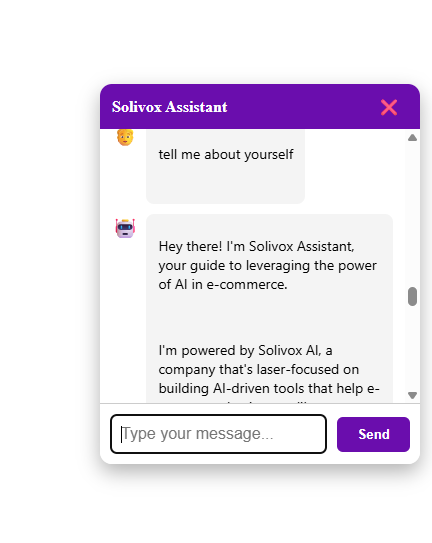 Solivox Assistant
tell me about yourself
Hey there! I'm Solivox Assistant,
your guide to leveraging the power
of AI in e-commerce.
I'm powered by Solivox AI, a
company that's laser-focused on
building AI-driven tools that help e-
Type your message...
Send